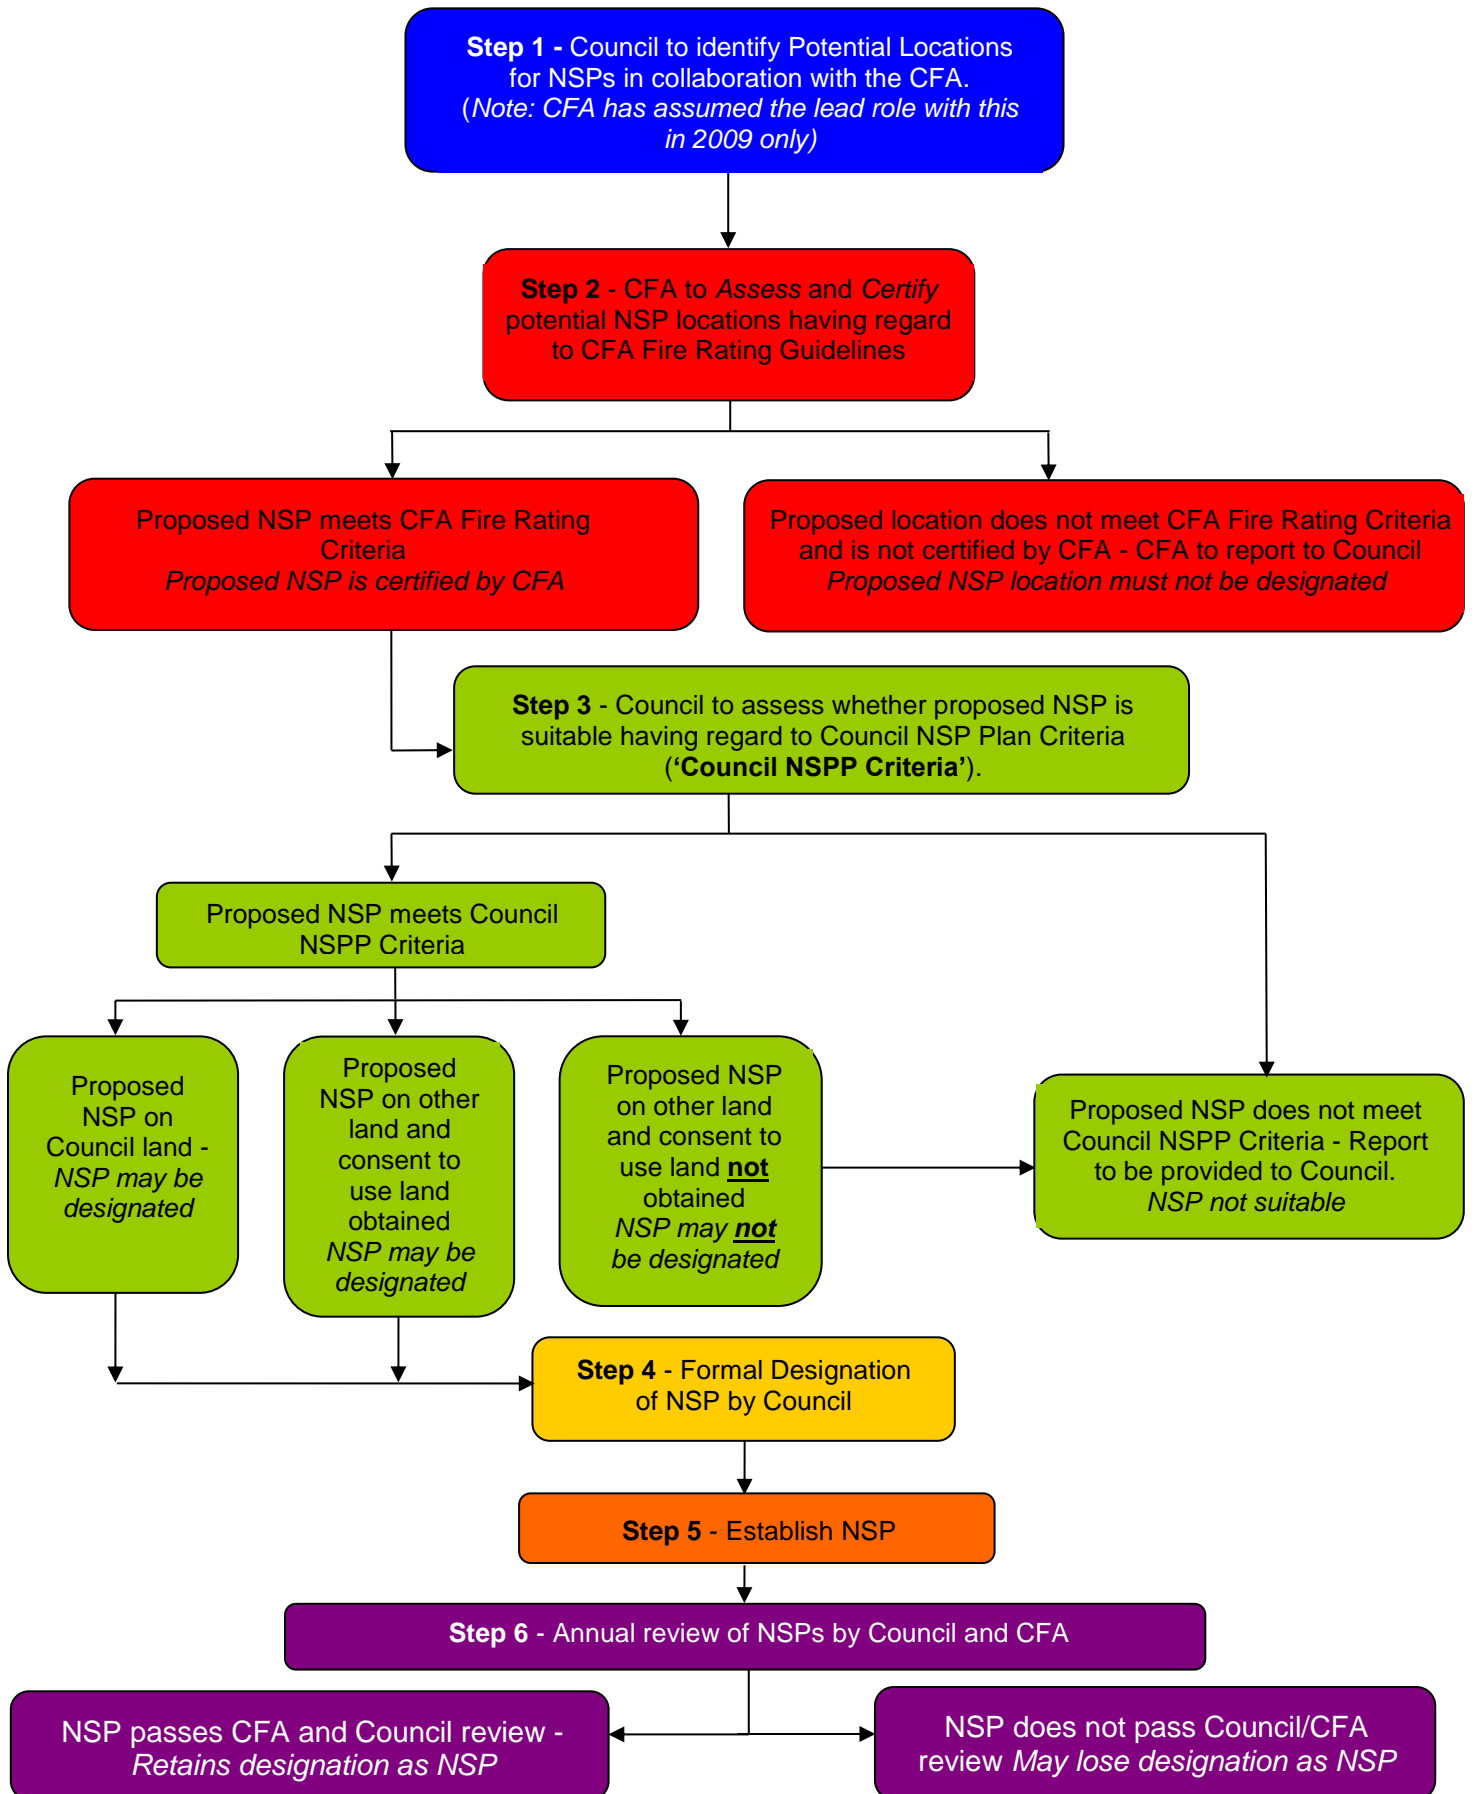 Step 1 - Council to identify Potential Locations
for NSPs in collaboration with the CFA.
(Note: CFA has assumed the lead role with this
in 2009 only)
Step 2 - CFA to Assess and Certify
potential NSP locations having regard
to CFA Fire Rating Guidelines
Proposed NSP meets CFA Fire Rating
Criteria
Proposed NSP is certified by CFA
Proposed location does not meet CFA Fire Rating Criteria
and is not certified by CFA - CFA to report to Council
Proposed NSP location must not be designated
Step 3 - Council to assess whether proposed NSP is
suitable having regard to Council NSP Plan Criteria
(‘Council NSPP Criteria’).
Proposed NSP meets Council
NSPP Criteria
Proposed
NSP on
Council land -
NSP may be
designated
Proposed
NSP on other
land and
consent to
use land
obtained
NSP may be
designated
Proposed NSP
on other land
and consent to
use land not
obtained
NSP may not
be designated
Proposed NSP does not meet
Council NSPP Criteria - Report
to be provided to Council.
NSP not suitable
Step 4 - Formal Designation
of NSP by Council
Step 5 - Establish NSP
Step 6 - Annual review of NSPs by Council and CFA
NSP passes CFA and Council review -
Retains designation as NSP
NSP does not pass Council/CFA
review May lose designation as NSP